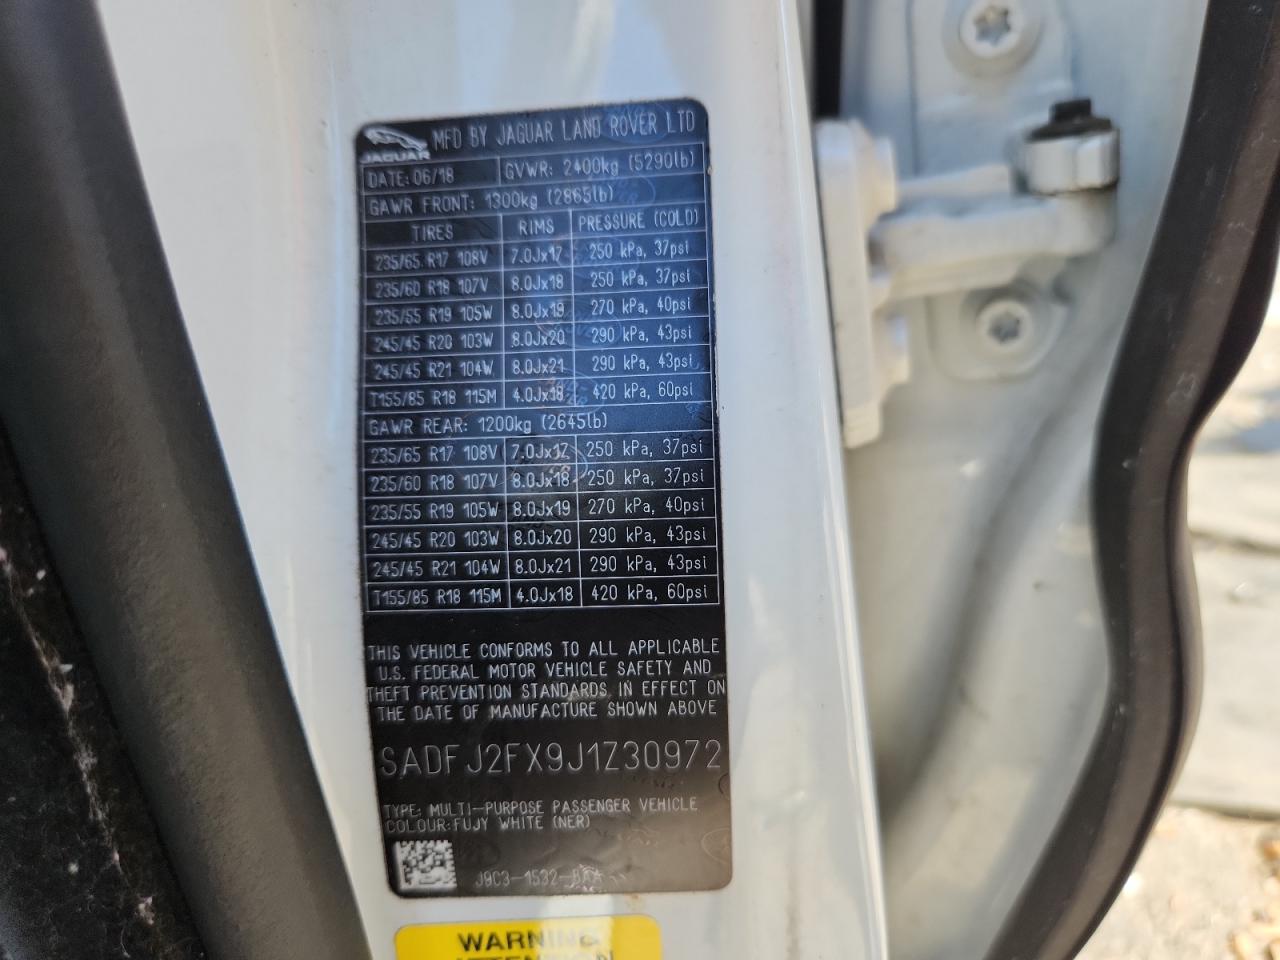 JAGUAR MFD BY JAGUAR LAND ROVER LTD
DATE: 06/18 GVWR: 2400kg (5290lb)
GAWR FRONT: 1300kg (2865lb)
TIRES RIMS PRESSURE (COLD)
235/65 R17 108V 7.0Jx17 250 kPa, 37psi
235/60 R18 107V 8.0Jx18 250 kPa, 37psi
235/55 R19 105W 8.0Jx19 270 kPa, 40psi
245/45 R20 103W 8.0Jx20 290 kPa, 43psi
245/45 R21 104W 8.0Jx21 290 kPa, 43psi
T155/85 R18 115M 4.0Jx18 420 kPa, 60psi
GAWR REAR: 1200kg (2645lb)
235/65 R17 108V 7.0Jx17 250 kPa, 37psi
235/60 R18 107V 8.0Jx18 250 kPa, 37psi
235/55 R19 105W 8.0Jx19 270 kPa, 40psi
245/45 R20 103W 8.0Jx20 290 kPa, 43psi
245/45 R21 104W 8.0Jx21 290 kPa, 43psi
T155/85 R18 115M 4.0Jx18 420 kPa, 60psi
THIS VEHICLE CONFORMS TO ALL APPLICABLE
U.S. FEDERAL MOTOR VEHICLE SAFETY AND
THEFT PREVENTION STANDARDS IN EFFECT ON
THE DATE OF MANUFACTURE SHOWN ABOVE
SADFJ2FX9J1Z30972
TYPE: MULTI-PURPOSE PASSENGER VEHICLE
COLOUR:FUJY WHITE (NER)
WARNING